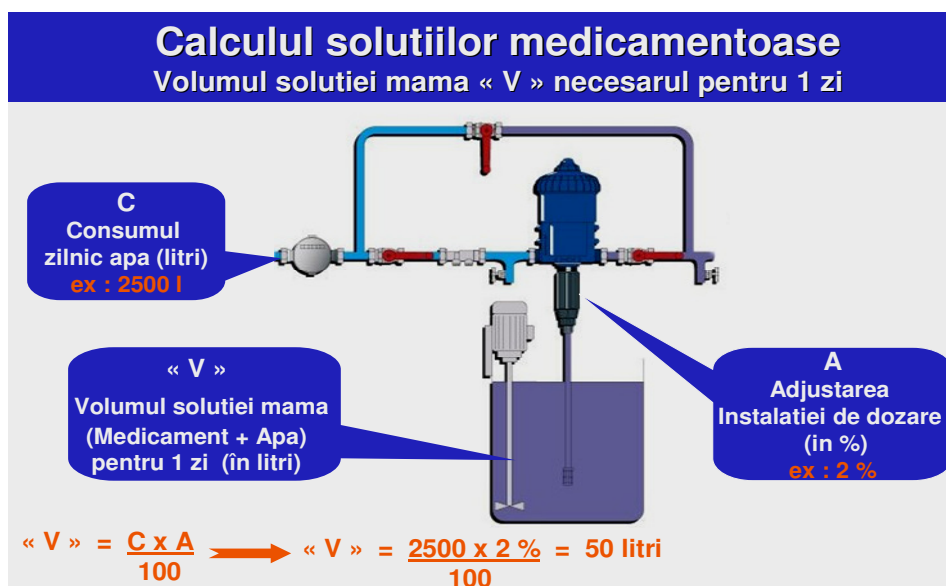 Calculul solutiilor medicamentoase
Volumul solutiei mama « V » necesarul pentru 1 zi
C
Consumul
zilnic apa (litri)
ex : 2500 l
« V »
Volumul solutiei mama
(Medicament + Apa)
pentru 1 zi (în litri)
A
Adjustarea
Instalatiei de dozare
(in %)
ex : 2 %
« V » = C x A « V » = 2500 x 2 % = 50 litri
100 100